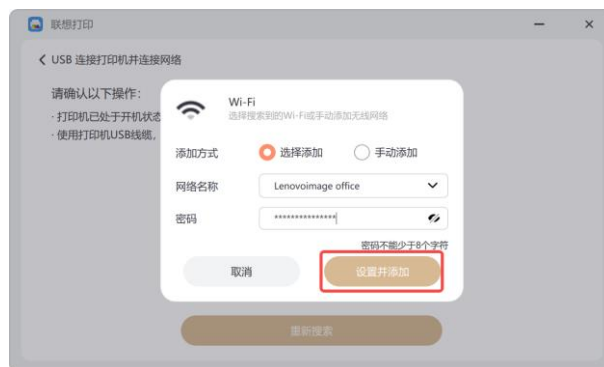 联想打印
USB 连接打印机并连接网络
请确认以下操作：
· 打印机已处于开机状态
· 使用打印机USB线缆,
Wi-Fi
选择搜索到的Wi-Fi或手动添加无线网络
添加方式 选择添加 手动添加
网络名称 Lenovoimage office
密码 ***************
密码不能少于8个字符
取消 设置并添加
重新搜索